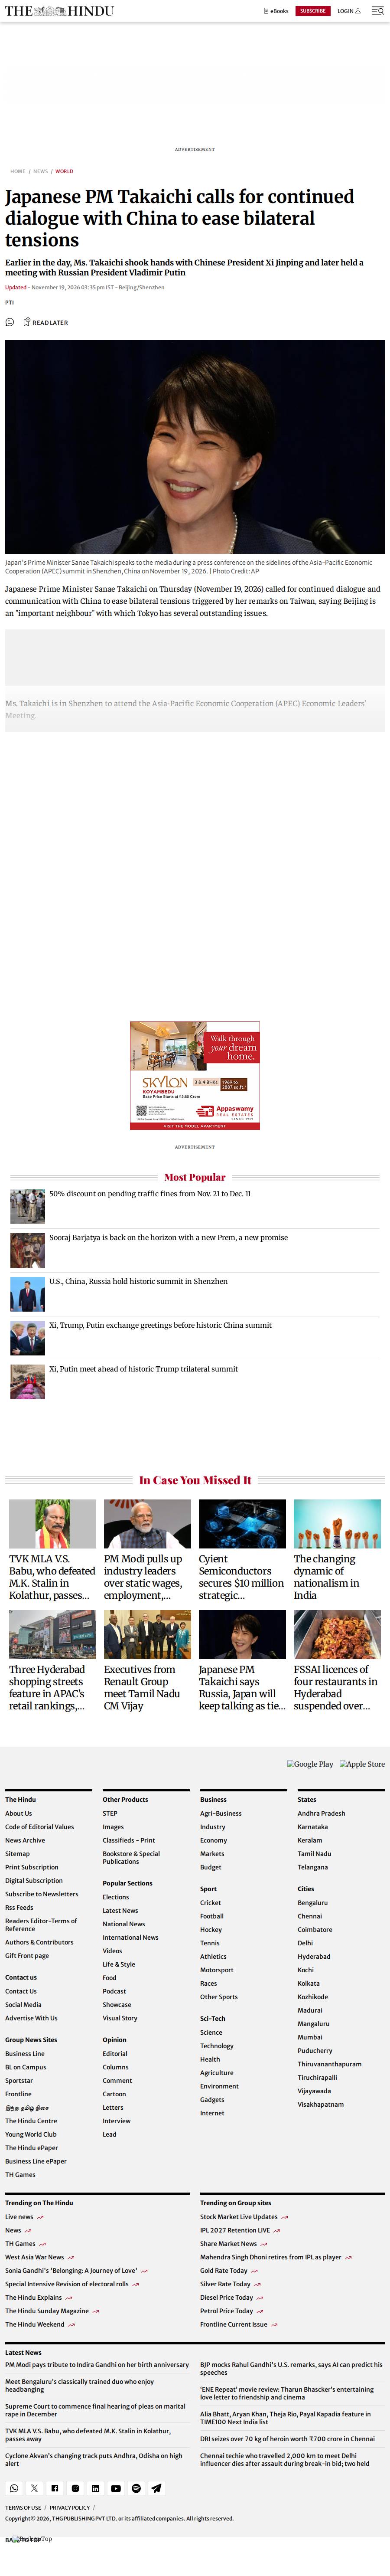 THE HINDU
eBooks
SUBSCRIBE
LOGIN
ADVERTISEMENT
HOME / NEWS / WORLD
Japanese PM Takaichi calls for continued
dialogue with China to ease bilateral
tensions
Earlier in the day, Ms. Takaichi shook hands with Chinese President Xi Jinping and later held a
meeting with Russian President Vladimir Putin
Updated - November 19, 2026 03:35 pm IST - Beijing/Shenzhen
PTI
READ LATER
Japan's Prime Minister Sanae Takaichi speaks to the media during a press conference on the sidelines of the Asia-Pacific Economic
Cooperation (APEC) summit in Shenzhen, China on November 19, 2026. | Photo Credit: AP
Japanese Prime Minister Sanae Takaichi on Thursday (November 19, 2026) called for continued dialogue and
communication with China to ease bilateral tensions triggered by her remarks on Taiwan, saying Beijing is
an "important neighbour" with which Tokyo has several outstanding issues.
Ms. Takaichi is in Shenzhen to attend the Asia-Pacific Economic Cooperation (APEC) Economic Leaders'
Meeting.
Walk through
your dream
home.
SKYLON
KOYAMBEDU
3 & 4 BHKs
Base Price Starts at ₹3.60 Crore
Appaswamy
REAL ESTATES
VISIT THE MODEL APARTMENT
ADVERTISEMENT
Most Popular
50% discount on pending traffic fines from Nov. 21 to Dec. 11
Sooraj Barjatya is back on the horizon with a new Prem, a new promise
U.S., China, Russia hold historic summit in Shenzhen
Xi, Trump, Putin exchange greetings before historic China summit
Xi, Putin meet ahead of historic Trump trilateral summit
In Case You Missed It
TVK MLA V.S.
Babu, who defeated
M.K. Stalin in
Kolathur, passes...
PM Modi pulls up
industry leaders
over static wages,
employment,...
Cyient
Semiconductors
secures $10 million
strategic...
The changing
dynamic of
nationalism in
India
Three Hyderabad
shopping streets
feature in APAC's
retail rankings,...
Executives from
Renault Group
meet Tamil Nadu
CM Vijay
Japanese PM
Takaichi says
Russia, Japan will
keep talking as tie...
FSSAI licences of
four restaurants in
Hyderabad
suspended over...
Google Play
Apple Store
The Hindu
About Us
Code of Editorial Values
News Archive
Sitemap
Print Subscription
Digital Subscription
Subscribe to Newsletters
Rss Feeds
Readers Editor-Terms of
Reference
Authors & Contributors
Gift Front page
Contact us
Contact Us
Social Media
Advertise With Us
Group News Sites
Business Line
BL on Campus
Sportstar
Frontline
இந்து தமிழ் திசை
The Hindu Centre
Young World Club
The Hindu ePaper
Business Line ePaper
TH Games
Other Products
STEP
Images
Classifieds - Print
Bookstore & Special
Publications
Popular Sections
Elections
Latest News
National News
International News
Videos
Life & Style
Food
Podcast
Showcase
Visual Story
Opinion
Editorial
Columns
Comment
Cartoon
Letters
Interview
Lead
Business
Agri-Business
Industry
Economy
Markets
Budget
Sport
Cricket
Football
Hockey
Tennis
Athletics
Motorsport
Races
Other Sports
Sci-Tech
Science
Technology
Health
Agriculture
Environment
Gadgets
Internet
States
Andhra Pradesh
Karnataka
Keralam
Tamil Nadu
Telangana
Cities
Bengaluru
Chennai
Coimbatore
Delhi
Hyderabad
Kochi
Kolkata
Kozhikode
Madurai
Mangaluru
Mumbai
Puducherry
Thiruvananthapuram
Tiruchirapalli
Vijayawada
Visakhapatnam
Trending on The Hindu
Live news
News
TH Games
West Asia War News
Sonia Gandhi's 'Belonging: A Journey of Love'
Special Intensive Revision of electoral rolls
The Hindu Explains
The Hindu Sunday Magazine
The Hindu Weekend
Trending on Group sites
Stock Market Live Updates
IPL 2027 Retention LIVE
Share Market News
Mahendra Singh Dhoni retires from IPL as player
Gold Rate Today
Silver Rate Today
Diesel Price Today
Petrol Price Today
Frontline Current Issue
Latest News
PM Modi pays tribute to Indira Gandhi on her birth anniversary
Meet Bengaluru's classically trained duo who enjoy
headbanging
Supreme Court to commence final hearing of pleas on marital
rape in December
TVK MLA V.S. Babu, who defeated M.K. Stalin in Kolathur,
passes away
Cyclone Akvan's changing track puts Andhra, Odisha on high
alert
BJP mocks Rahul Gandhi's U.S. remarks, says AI can predict his
speeches
'ENE Repeat' movie review: Tharun Bhascker's entertaining
love letter to friendship and cinema
Alia Bhatt, Aryan Khan, Theja Rio, Payal Kapadia feature in
TIME100 Next India list
DRI seizes over 70 kg of heroin worth ₹700 crore in Chennai
Chennai techie who travelled 2,000 km to meet Delhi
influencer dies after assault during break-in bid; two held
TERMS OF USE / PRIVACY POLICY /
Copyright© 2026, THG PUBLISHING PVT LTD. or its affiliated companies. All rights reserved.
BACK TO TOP